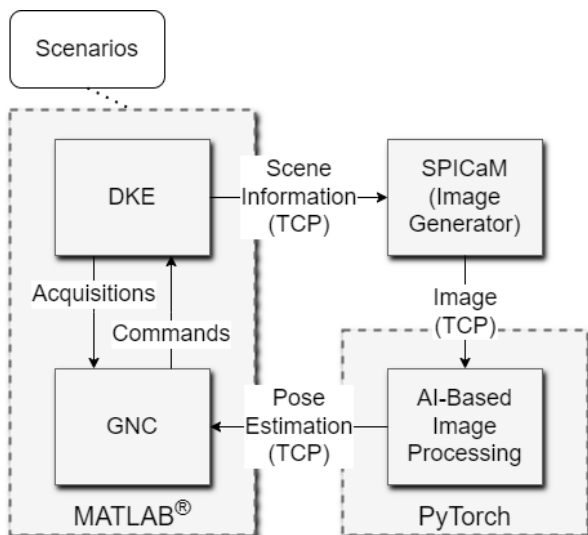 Scenarios
DKE
Scene
Information
(TCP)
SPICaM
(Image
Generator)
Acquisitions
Commands
Image
(TCP)
GNC
Pose
Estimation
(TCP)
AI-Based
Image
Processing
MATLAB®
PyTorch